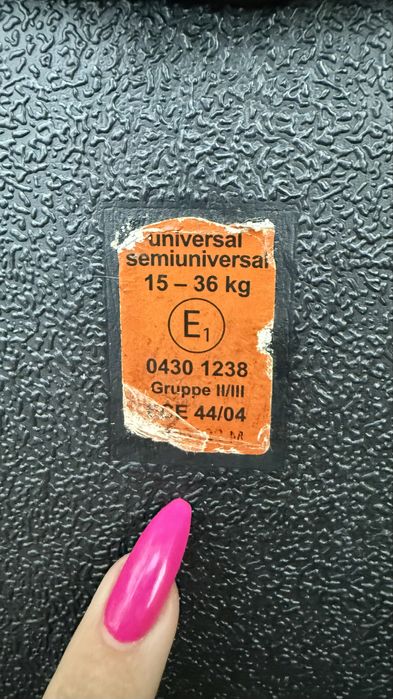 universal
semiuniversal
15 – 36 kg
E1
0430 1238
Gruppe II/III
44/04